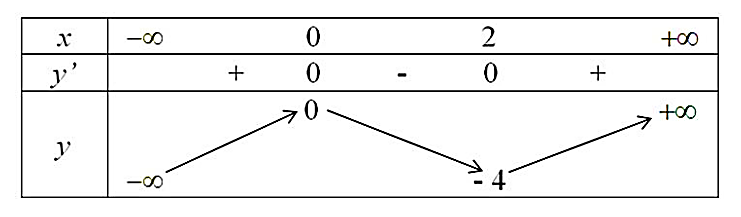 x −∞ 0 2 +∞
y’ + 0 - 0 +
0 +∞
y
−∞ - 4